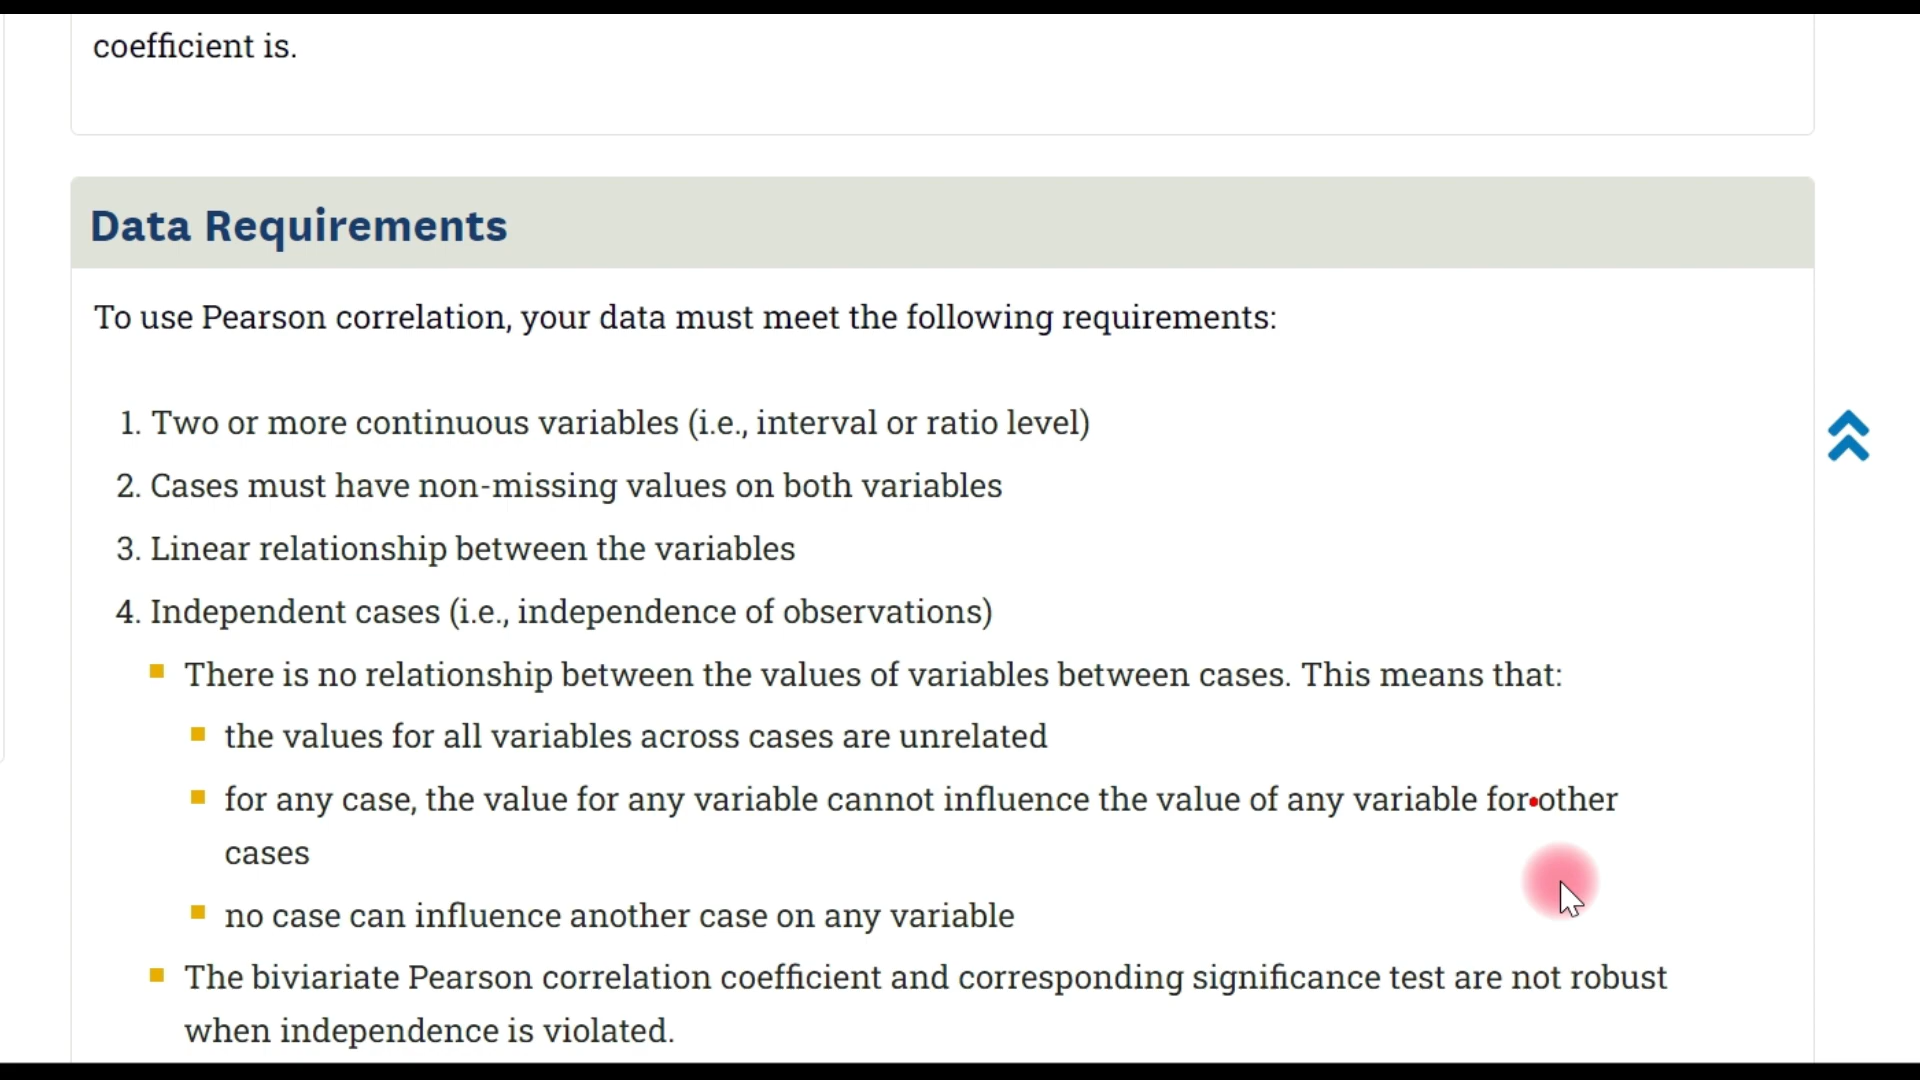 coefficient is.
Data Requirements
To use Pearson correlation, your data must meet the following requirements:
1. Two or more continuous variables (i.e., interval or ratio level)
2. Cases must have non-missing values on both variables
3. Linear relationship between the variables
4. Independent cases (i.e., independence of observations)
There is no relationship between the values of variables between cases. This means that:
the values for all variables across cases are unrelated
for any case, the value for any variable cannot influence the value of any variable for other
cases
no case can influence another case on any variable
The biviariate Pearson correlation coefficient and corresponding significance test are not robust
when independence is violated.